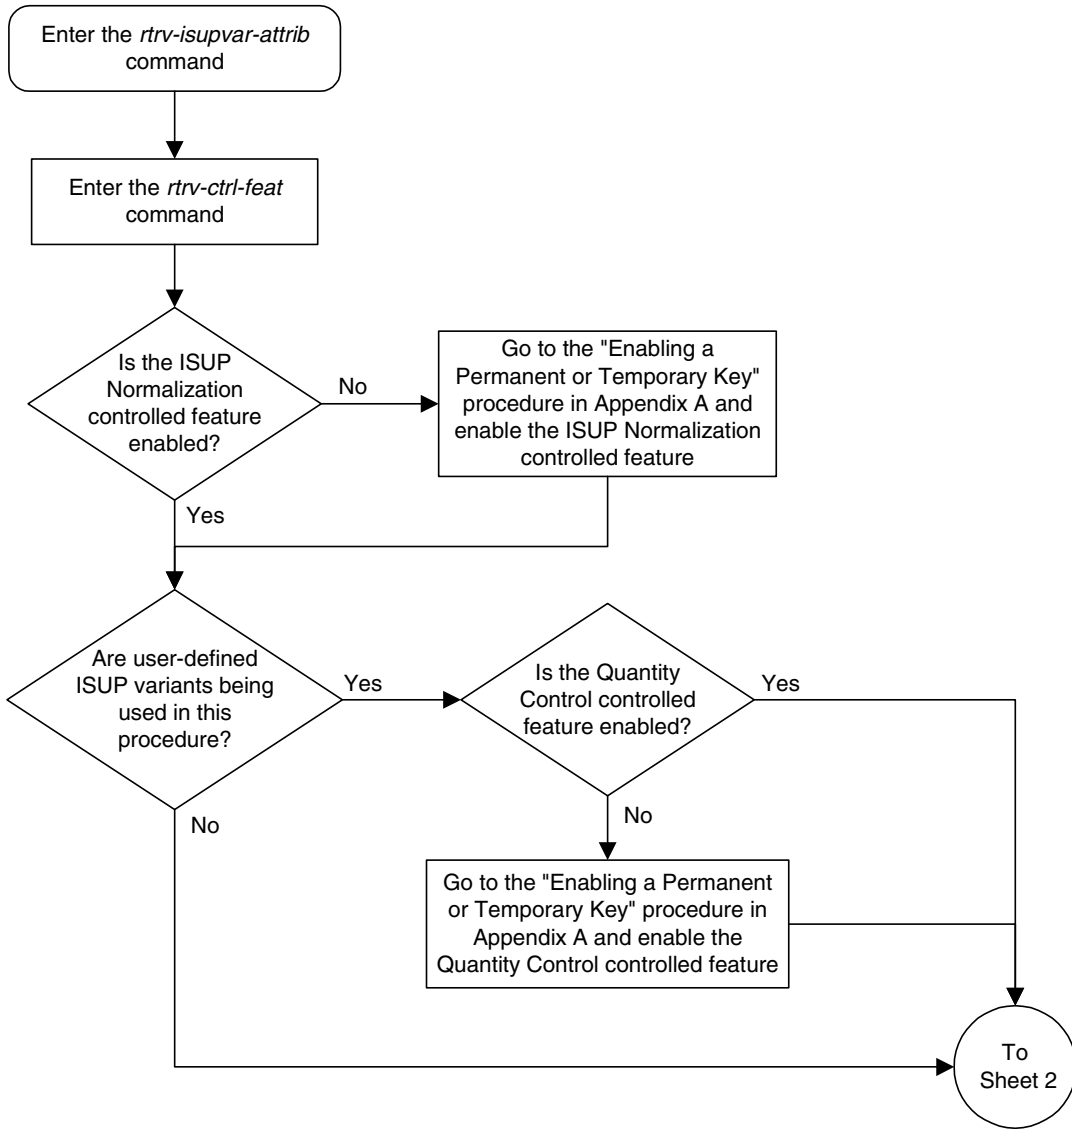 Enter the rtrv-isupvar-attrib
command
Enter the rtrv-ctrl-feat
command
Is the ISUP
Normalization
controlled feature
enabled?
No
Go to the "Enabling a
Permanent or Temporary Key"
procedure in Appendix A and
enable the ISUP Normalization
controlled feature
Yes
Are user-defined
ISUP variants being
used in this
procedure?
Yes
Is the Quantity
Control controlled
feature enabled?
Yes
No
No
Go to the "Enabling a Permanent
or Temporary Key" procedure in
Appendix A and enable the
Quantity Control controlled feature
To
Sheet 2